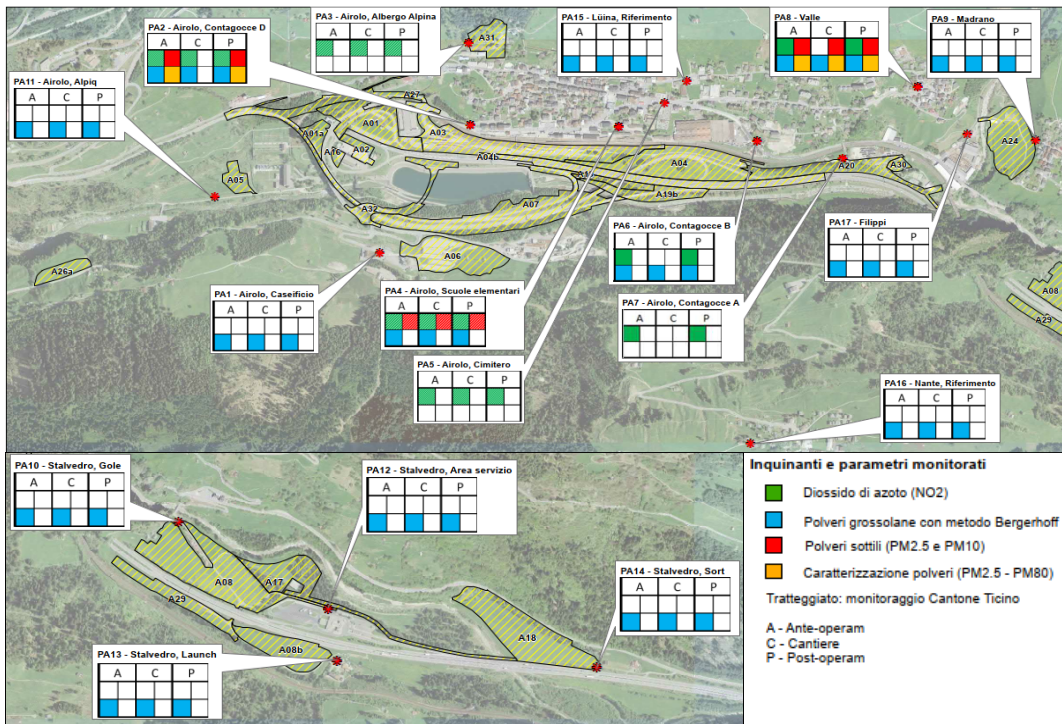 PA2 - Airolo, Contagocce D
A C P
PA3 - Airolo, Albergo Alpina
A C P
PA15 - Lüina, Riferimento
A C P
PA8 - Valle
A C P
PA9 - Madrano
A C P
PA11 - Airolo, Alpiq
A C P
A31
A27
A01
A01a
A03
A16
A02
A04b
A04
A05
A24
A20
A30
A19b
A07
A32
A06
A26a
PA6 - Airolo, Contagocce B
A C P
PA17 - Filippi
A C P
PA1 - Airolo, Caseificio
A C P
PA4 - Airolo, Scuole elementari
A C P
PA7 - Airolo, Contagocce A
A C P
PA5 - Airolo, Cimitero
A C P
A08
A29
PA16 - Nante, Riferimento
A C P
PA10 - Stalvedro, Gole
A C P
PA12 - Stalvedro, Area servizio
A C P
A08
A17
A29
A18
A08b
PA14 - Stalvedro, Sort
A C P
PA13 - Stalvedro, Launch
A C P
Inquinanti e parametri monitorati
Diossido di azoto (NO2)
Polveri grossolane con metodo Bergerhoff
Polveri sottili (PM2.5 e PM10)
Caratterizzazione polveri (PM2.5 - PM80)
Tratteggiato: monitoraggio Cantone Ticino
A - Ante-operam
C - Cantiere
P - Post-operam